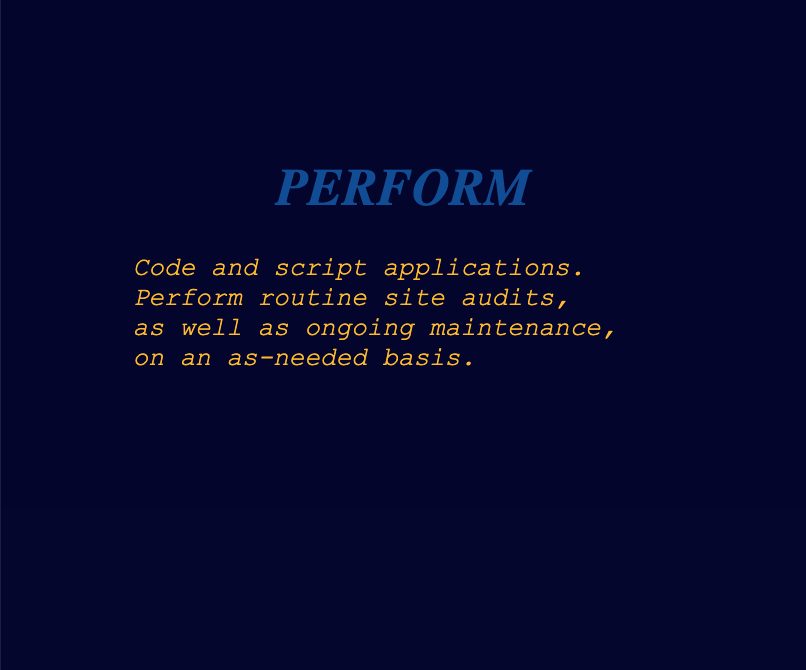 PERFORM
Code and script applications.
Perform routine site audits,
as well as ongoing maintenance,
on an as-needed basis.